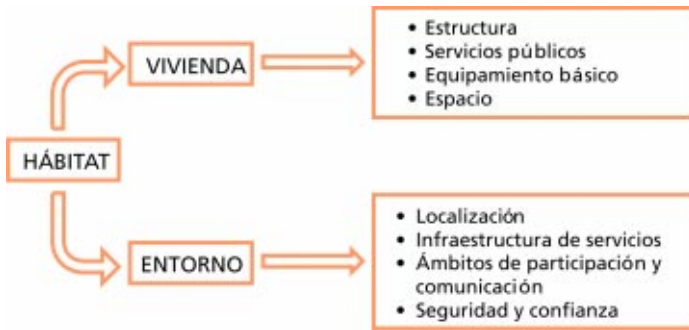 HÁBITAT
VIVIENDA
• Estructura
• Servicios públicos
• Equipamiento básico
• Espacio
ENTORNO
• Localización
• Infraestructura de servicios
• Ámbitos de participación y
comunicación
• Seguridad y confianza